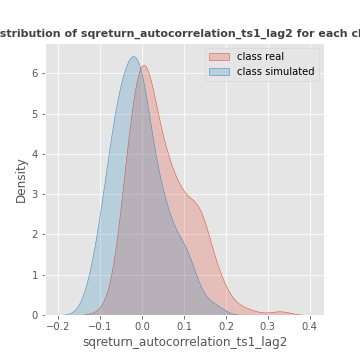 stribution of sqreturn_autocorrelation_ts1_lag2 for each cl
class real
class simulated
Density
6
5
4
3
2
1
0
−0.2 −0.1 0.0 0.1 0.2 0.3 0.4
sqreturn_autocorrelation_ts1_lag2